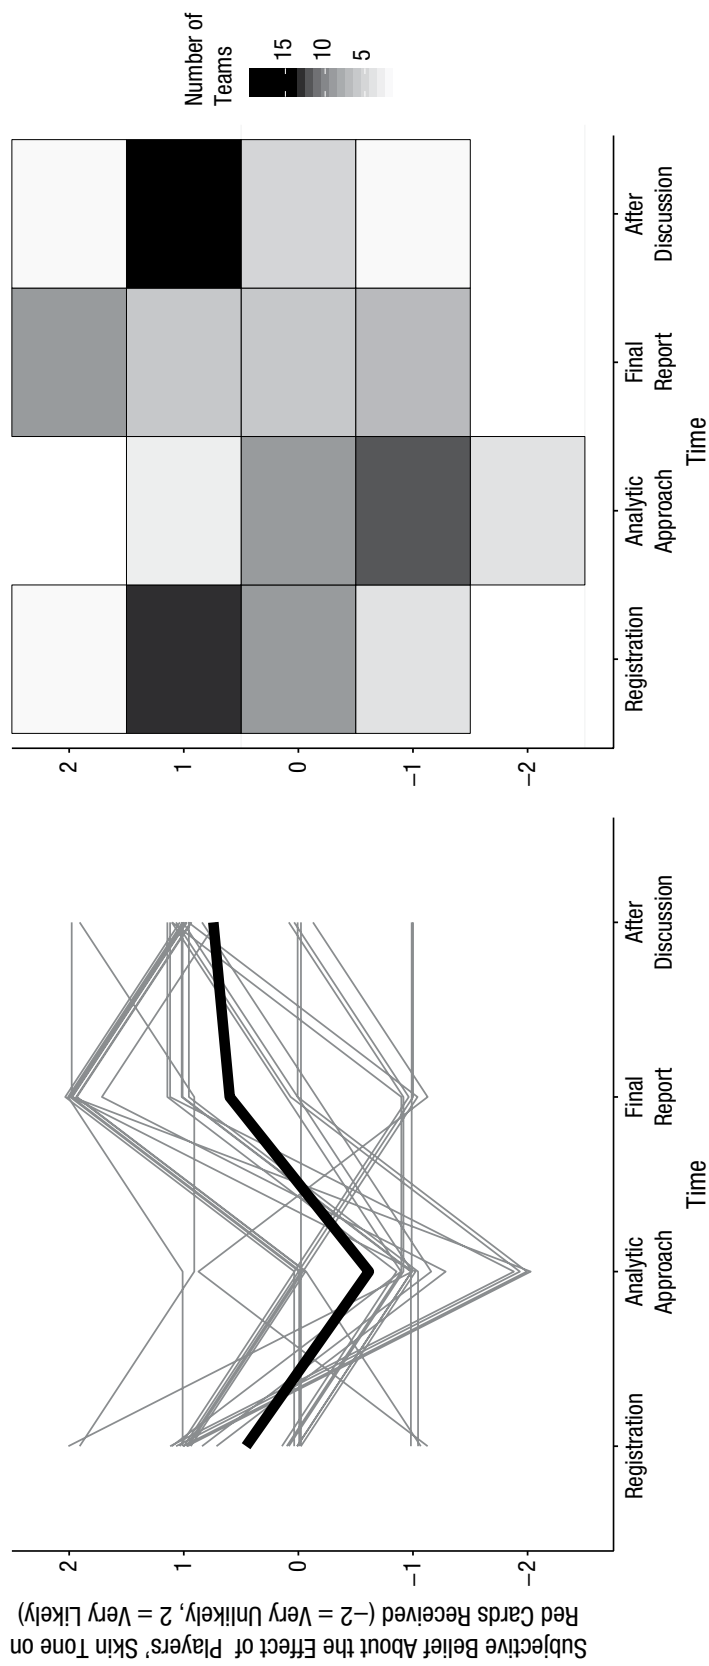 Subjective Belief About the Effect of Players’ Skin Tone on
Red Cards Received (−2 = Very Unlikely, 2 = Very Likely)
2
1
0
−1
−2
Registration
Analytic
Approach
Final
Report
After
Discussion
Time
2
1
0
−1
−2
Registration
Analytic
Approach
Final
Report
After
Discussion
Time
Number of
Teams
15
10
5